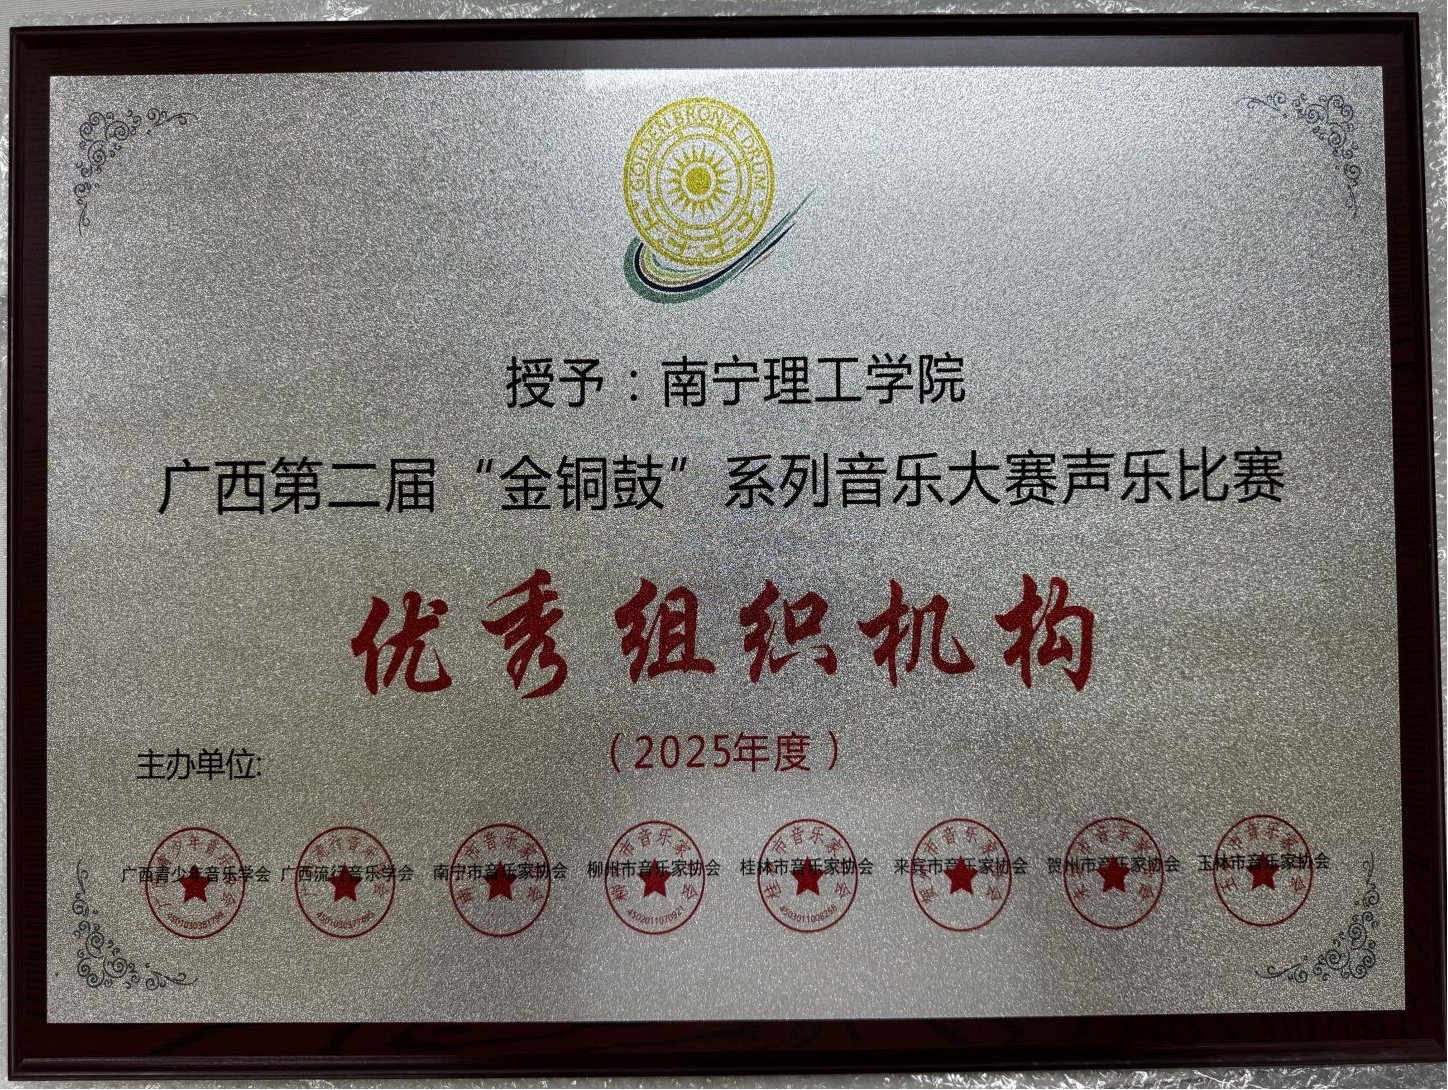 GOLDEN BRONZE DRUM
授予：南宁理工学院
广西第二届“金铜鼓”系列音乐大赛声乐比赛
优秀组织机构
（2025年度）
主办单位:
广西青少年音乐学会 广西流行音乐学会 南宁市音乐家协会 柳州市音乐家协会 桂林市音乐家协会 来宾市音乐家协会 贺州市音乐家协会 玉林市音乐家协会